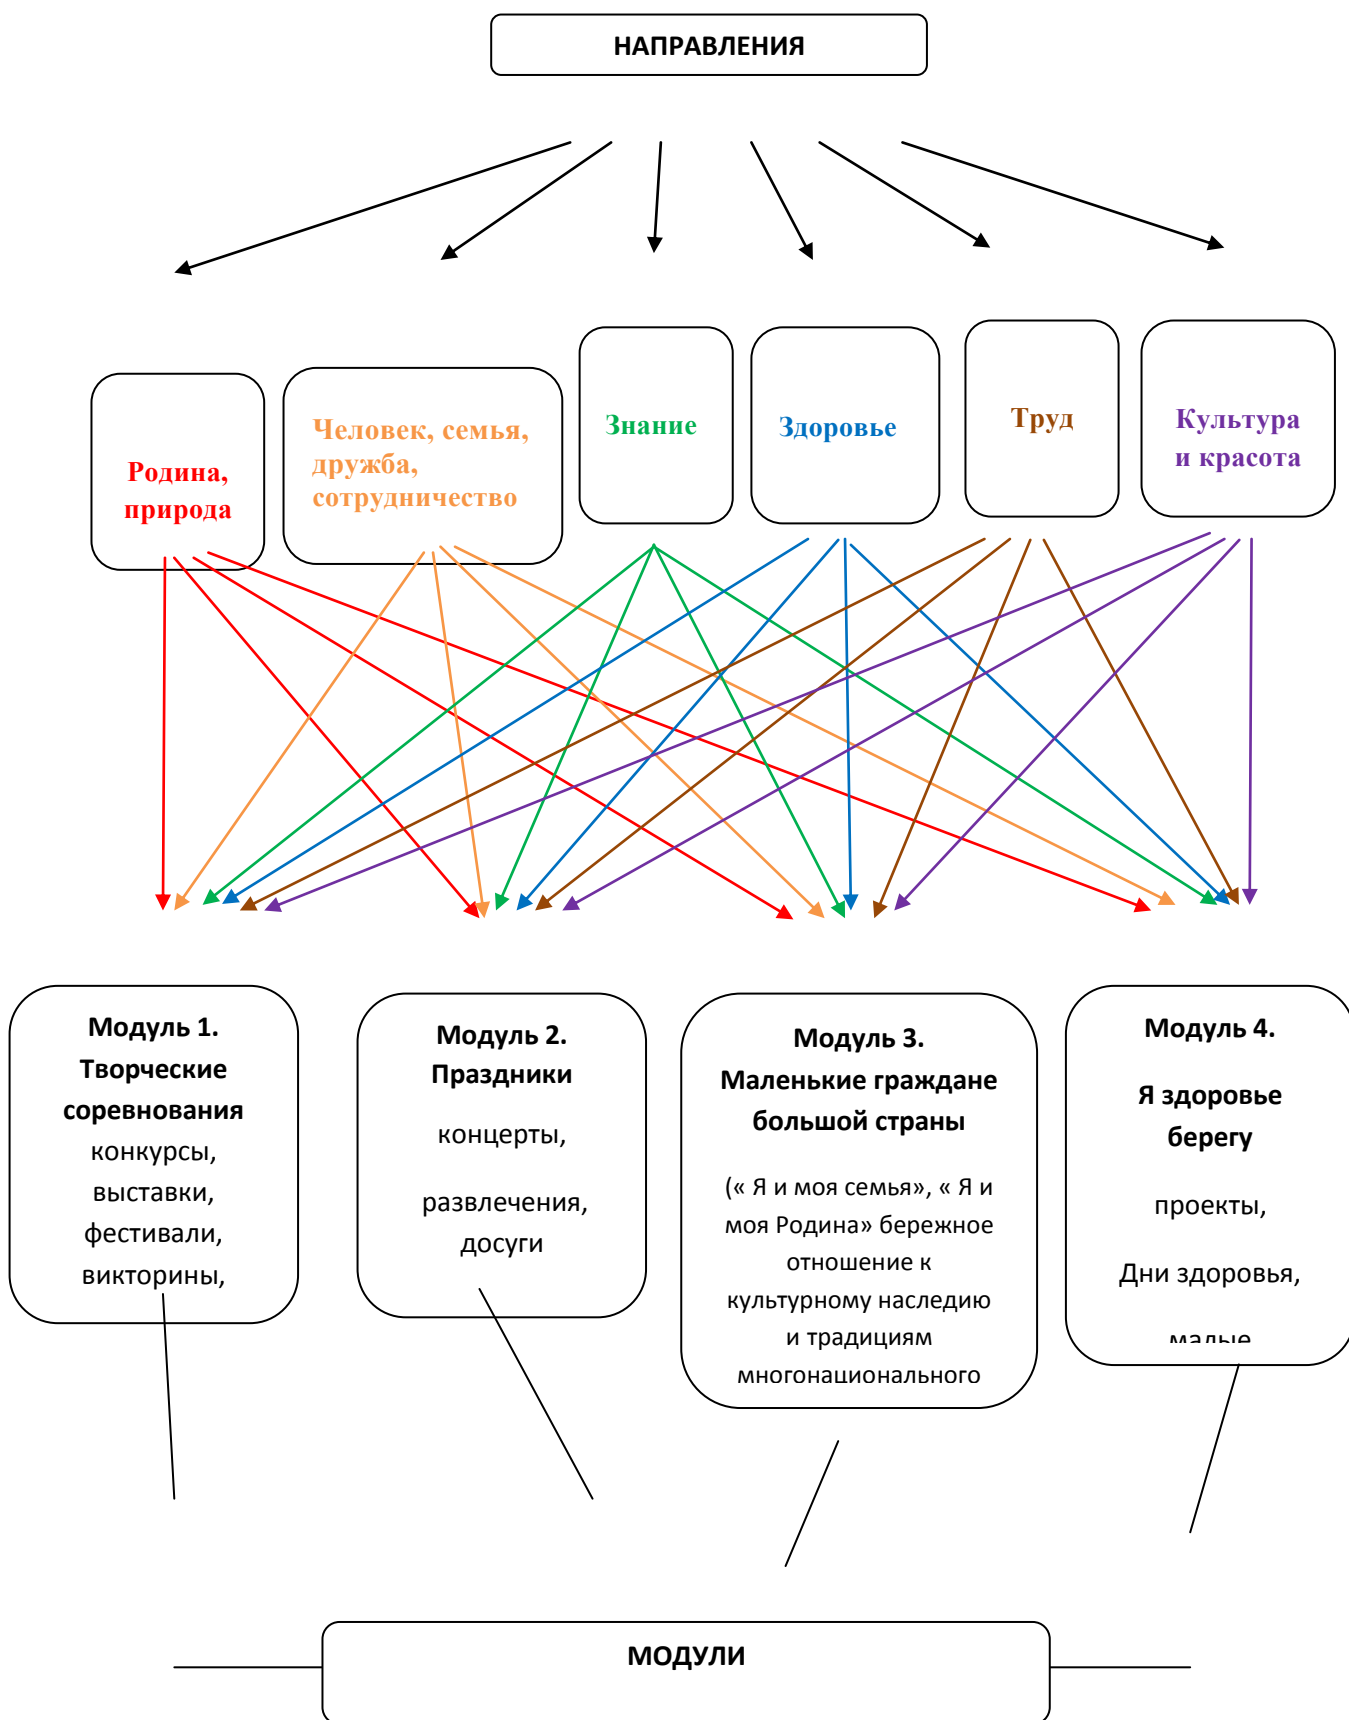 НАПРАВЛЕНИЯ
Родина,
природа
Человек, семья,
дружба,
сотрудничество
Знание
Здоровье
Труд
Культура
и красота
Модуль 1.
Творческие
соревнования
конкурсы,
выставки,
фестивали,
викторины,
Модуль 2.
Праздники
концерты,
развлечения,
досуги
Модуль 3.
Маленькие граждане
большой страны
(« Я и моя семья», « Я и
моя Родина» бережное
отношение к
культурному наследию
и традициям
многонационального
Модуль 4.
Я здоровье
берегу
проекты,
Дни здоровья,
малые
МОДУЛИ